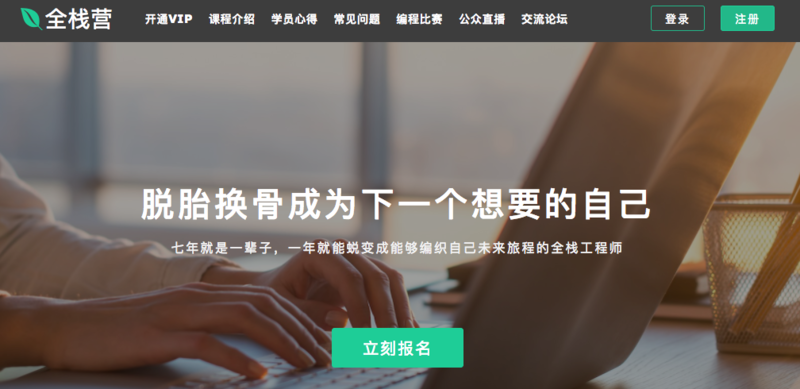 全栈营
开通VIP 课程介绍 学员心得 常见问题 编程比赛 公众直播 交流论坛
登录 注册
脱胎换骨成为下一个想要的自己
七年就是一辈子，一年就能蜕变成能够编织自己未来旅程的全栈工程师
立刻报名